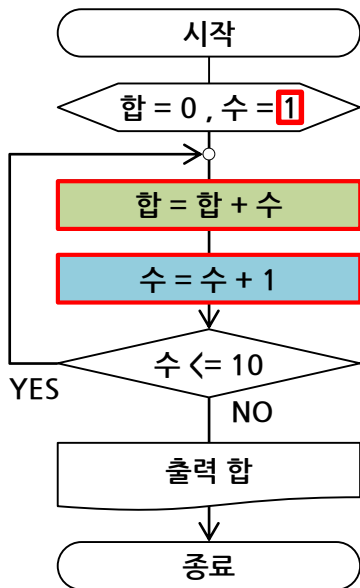 시작
합 = 0 , 수 = 1
합 = 합 + 수
수 = 수 + 1
수 <= 10
YES
NO
출력 합
종료